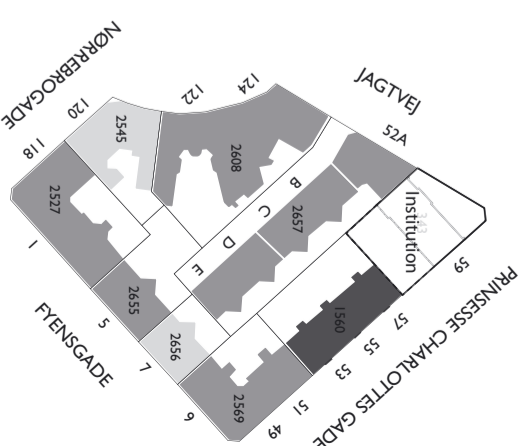 NØRREBROGADE
JAGTVEJ
118
120
122
124
52A
2545
2608
2527
B
C
D
E
2657
343
Institution
59
1
2655
5
2656
7
9
2569
1560
57
55
53
51
49
FYENSGADE
PRINSESSE CHARLOTTES GADE